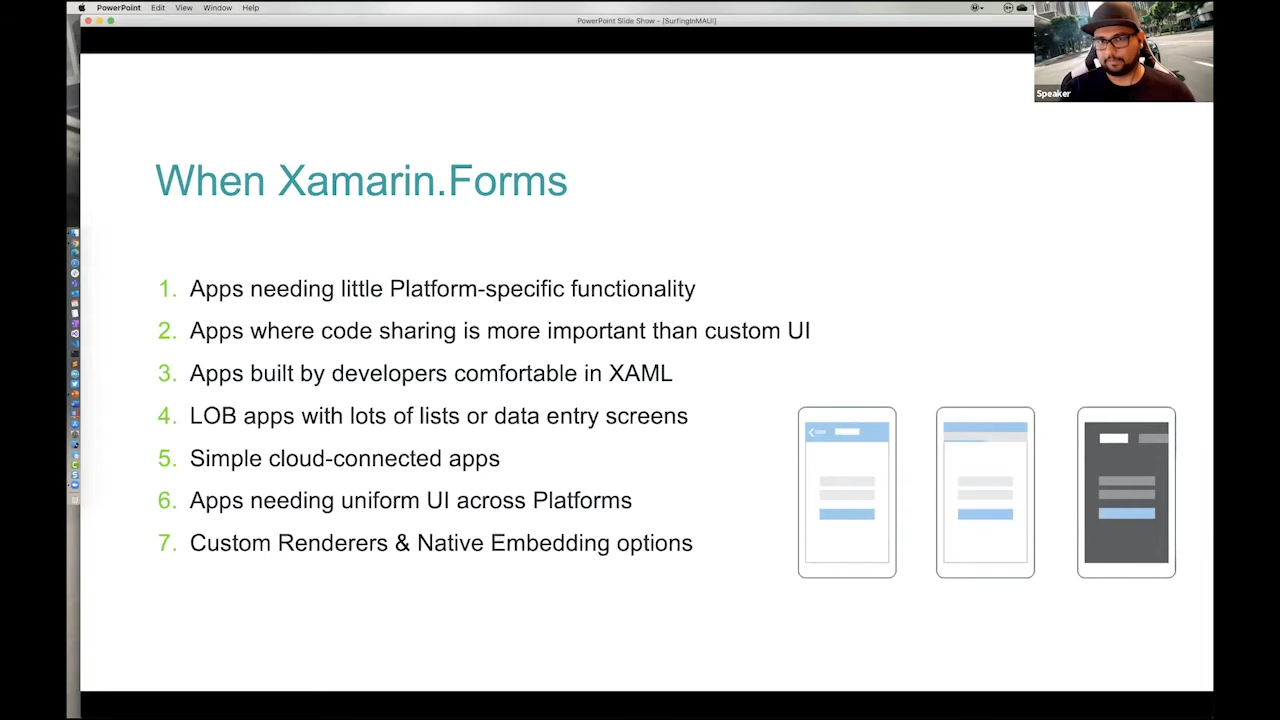 PowerPoint Edit View Window Help
PowerPoint Slide Show - [SurfingInMAUI]
Speaker
When Xamarin.Forms
1. Apps needing little Platform-specific functionality
2. Apps where code sharing is more important than custom UI
3. Apps built by developers comfortable in XAML
4. LOB apps with lots of lists or data entry screens
5. Simple cloud-connected apps
6. Apps needing uniform UI across Platforms
7. Custom Renderers & Native Embedding options